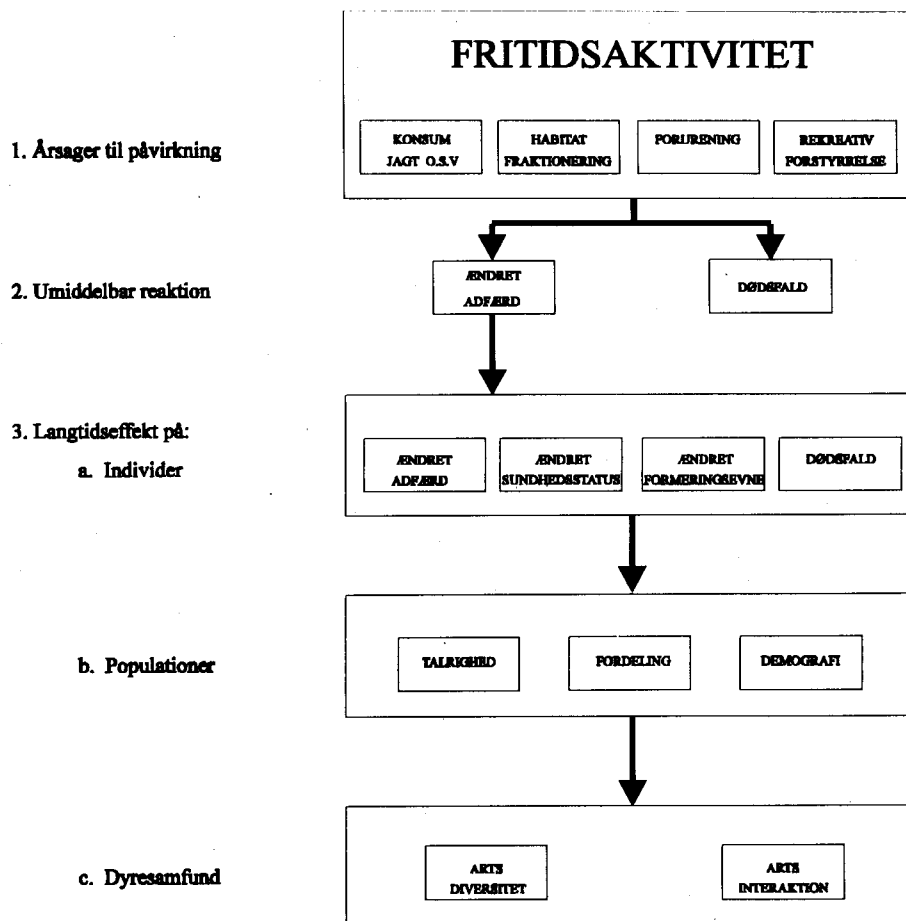 FRITIDSAKTIVITET
1. Årsager til påvirkning
KONSUM
JAGT O.S.V
HABITAT
FRAKTIONERING
FORURENING
REKREATIV
FORSTYRRELSE
2. Umiddelbar reaktion
ÆNDRET
ADFÆRD
DØDSFALD
3. Langtidseffekt på:
a. Individer
ÆNDRET
ADFÆRD
ÆNDRET
SUNDHEDSSTATUS
ÆNDRET
FORMERINGSEVNE
DØDSFALD
b. Populationer
TALRIGHED
FORDELING
DEMOGRAFI
c. Dyresamfund
ARTS
DIVERSITET
ARTS
INTERAKTION